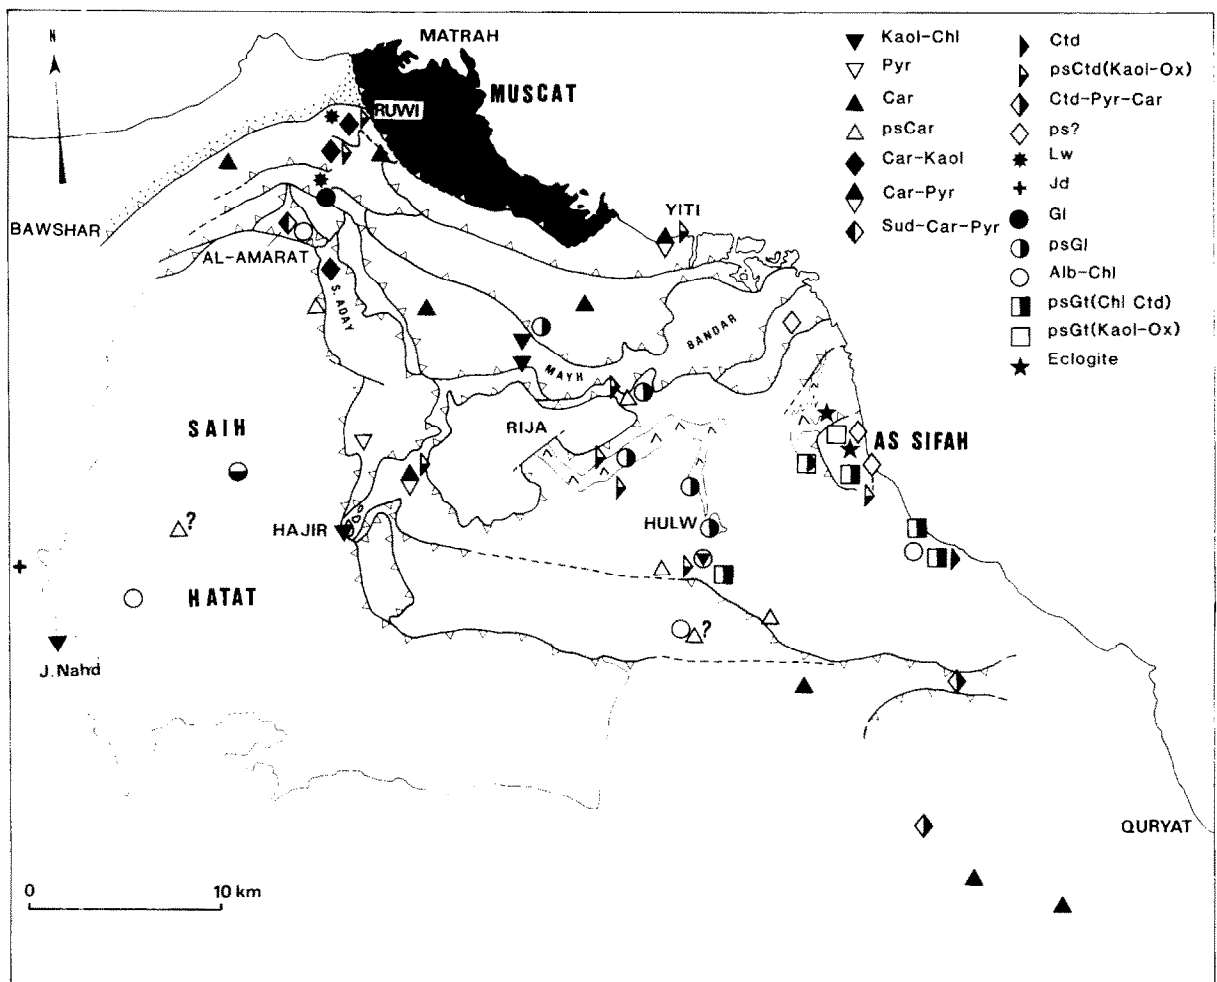 N
MATRAH
MUSCAT
RUWI
BAWSHAR
YITI
AL-AMARAT
S. ADAY
BANDAR
MAYH
SAIH
RIJA
AS SIFAH
?
HAJIR
HULW
HATAT
?
J. Nahd
QURYAT
0 10 km
Kaol-Chl
Pyr
Car
psCar
Car-Kaol
Car-Pyr
Sud-Car-Pyr
Ctd
psCtd(Kaol-Ox)
Ctd-Pyr-Car
ps?
Lw
Jd
Gl
psGl
Alb-Chl
psGt(Chl Ctd)
psGt(Kaol-Ox)
Eclogite